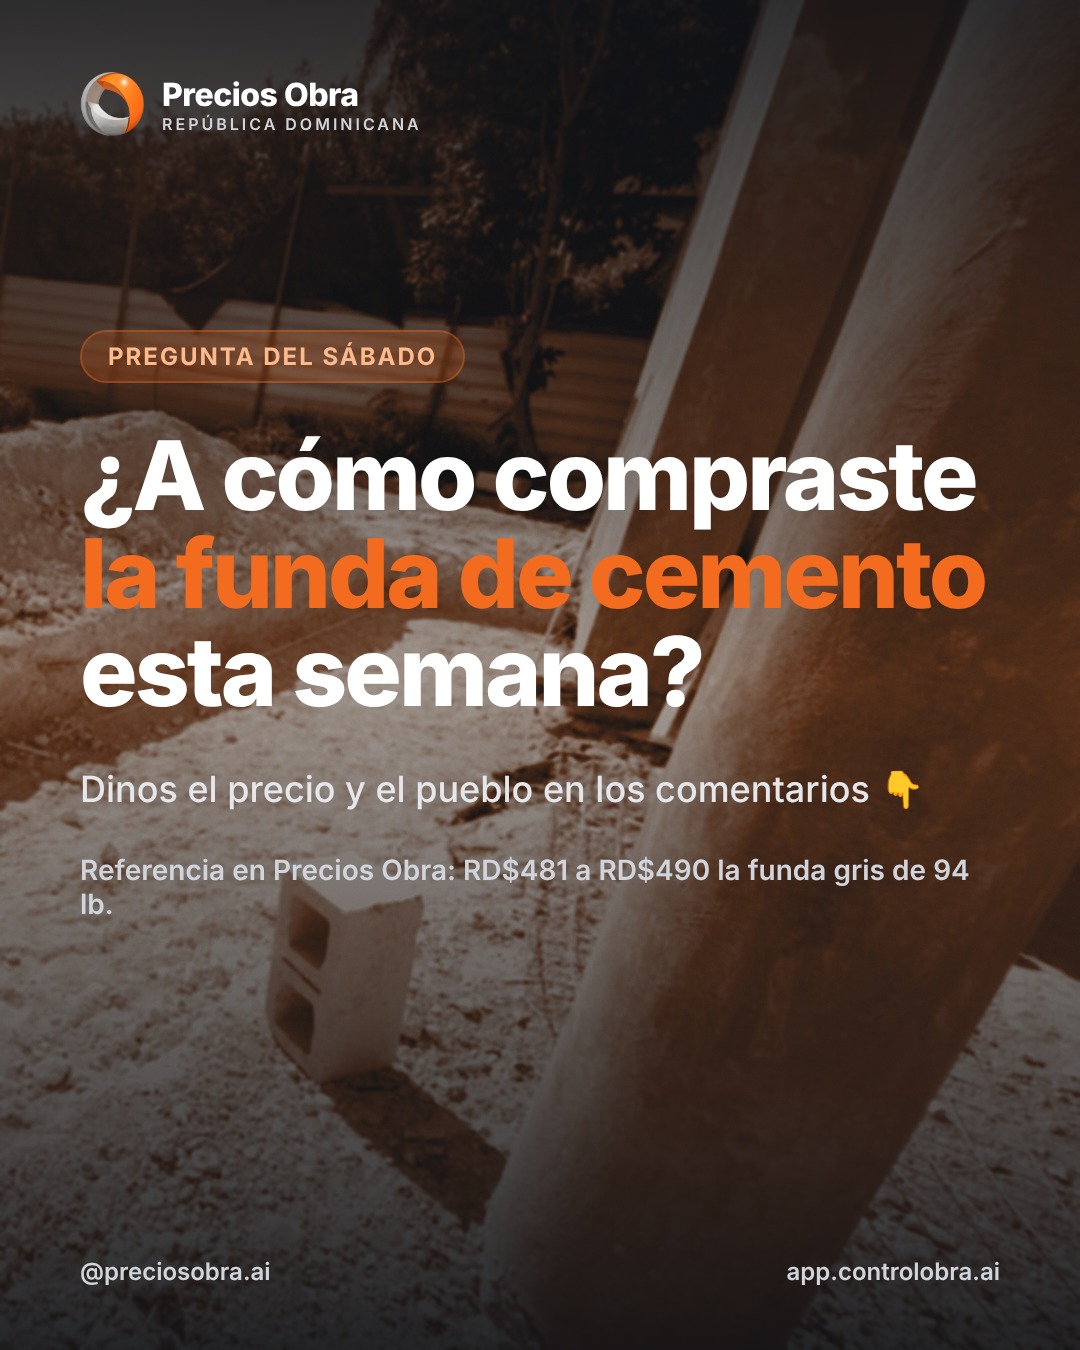 Precios Obra
REPÚBLICA DOMINICANA
PREGUNTA DEL SÁBADO
¿A cómo compraste
la funda de cemento
esta semana?
Dinos el precio y el pueblo en los comentarios 👇
Referencia en Precios Obra: RD$481 a RD$490 la funda gris de 94
lb.
@preciosobra.ai
app.controlobra.ai